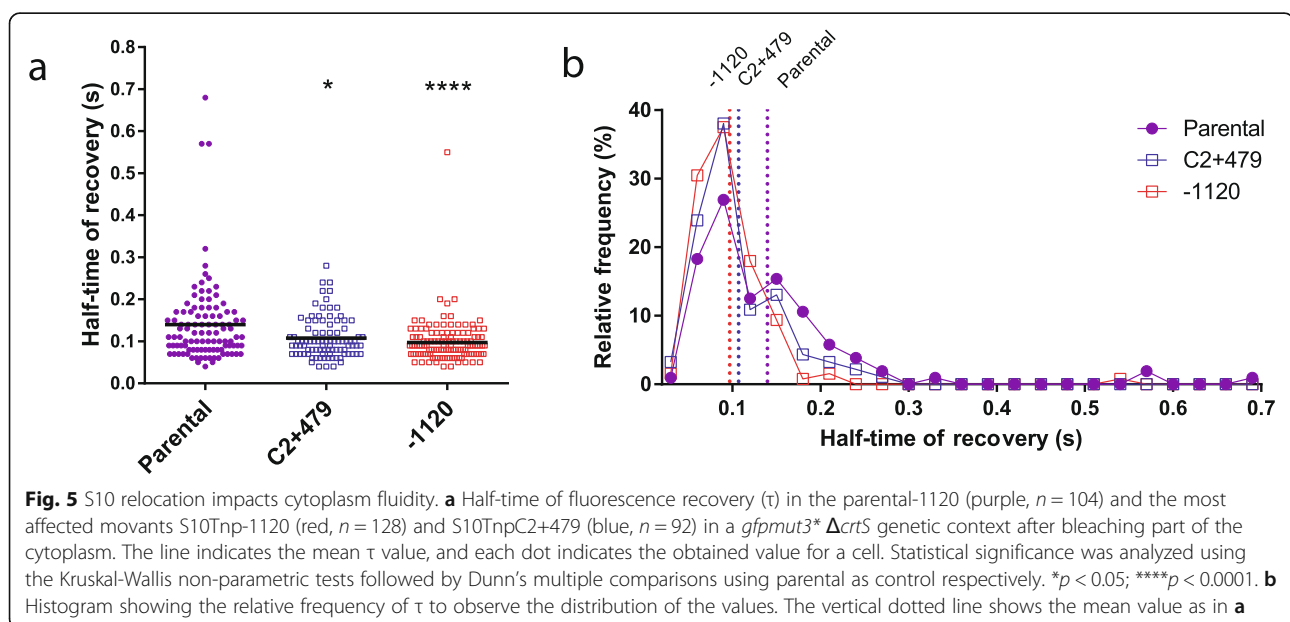 a
Half-time of recovery (s)
0.8
0.7
0.6
0.5
0.4
0.3
0.2
0.1
0.0
*
****
Parental
C2+479
-1120
b
-1120
C2+479
Parental
Relative frequency (%)
40
30
20
10
0
0.1
0.2
0.3
0.4
0.5
0.6
0.7
Half-time of recovery (s)
Parental
C2+479
-1120
Fig. 5 S10 relocation impacts cytoplasm fluidity. a Half-time of fluorescence recovery (τ) in the parental-1120 (purple, n = 104) and the most
affected movants S10Tnp-1120 (red, n = 128) and S10TnpC2+479 (blue, n = 92) in a gfpmut3* ΔcrtS genetic context after bleaching part of the
cytoplasm. The line indicates the mean τ value, and each dot indicates the obtained value for a cell. Statistical significance was analyzed using
the Kruskal-Wallis non-parametric tests followed by Dunn's multiple comparisons using parental as control respectively. *p < 0.05; ****p < 0.0001. b
Histogram showing the relative frequency of τ to observe the distribution of the values. The vertical dotted line shows the mean value as in a